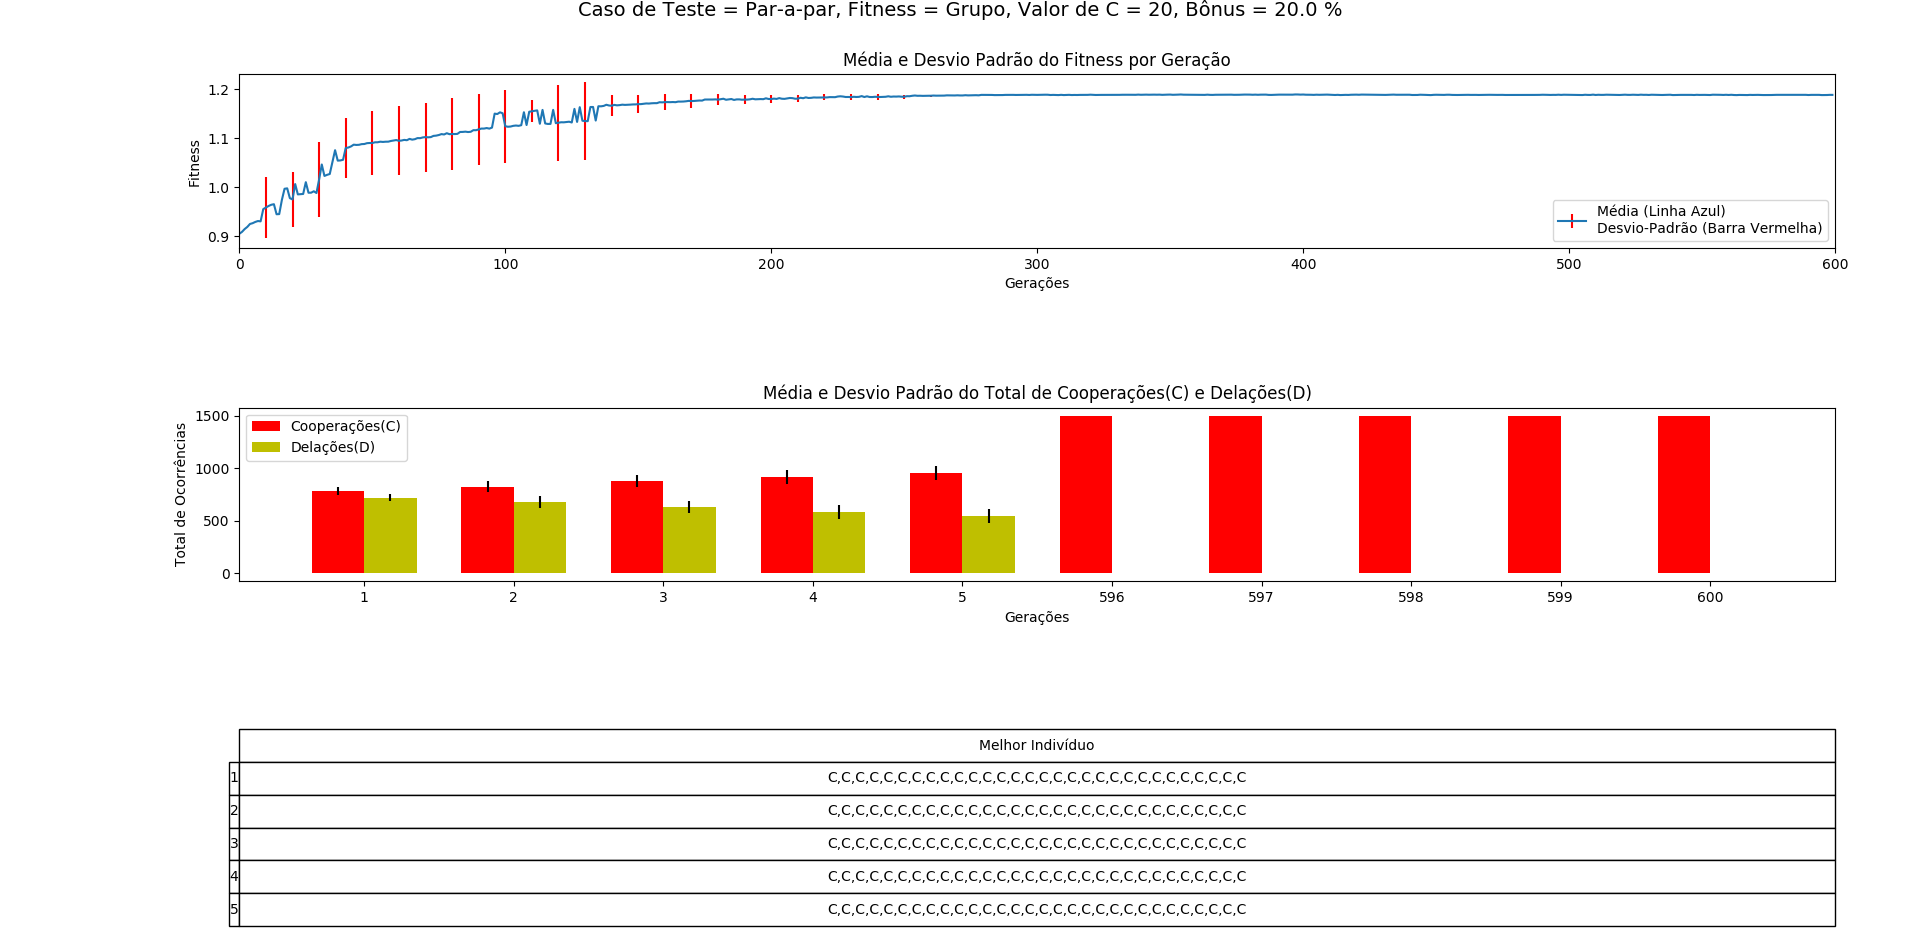 Caso de Teste = Par-a-par, Fitness = Grupo, Valor de C = 20, Bônus = 20.0 %
Média e Desvio Padrão do Fitness por Geração
Fitness
1.2
1.1
1.0
0.9
Média (Linha Azul)
Desvio-Padrão (Barra Vermelha)
0 100 200 300 400 500 600
Gerações
Média e Desvio Padrão do Total de Cooperações(C) e Delações(D)
Total de Ocorrências
1500
1000
500
0
Cooperações(C)
Delações(D)
1 2 3 4 5 596 597 598 599 600
Gerações
Melhor Indivíduo
1 C,C,C,C,C,C,C,C,C,C,C,C,C,C,C,C,C,C,C,C,C,C,C,C,C,C,C,C,C,C
2 C,C,C,C,C,C,C,C,C,C,C,C,C,C,C,C,C,C,C,C,C,C,C,C,C,C,C,C,C,C
3 C,C,C,C,C,C,C,C,C,C,C,C,C,C,C,C,C,C,C,C,C,C,C,C,C,C,C,C,C,C
4 C,C,C,C,C,C,C,C,C,C,C,C,C,C,C,C,C,C,C,C,C,C,C,C,C,C,C,C,C,C
5 C,C,C,C,C,C,C,C,C,C,C,C,C,C,C,C,C,C,C,C,C,C,C,C,C,C,C,C,C,C